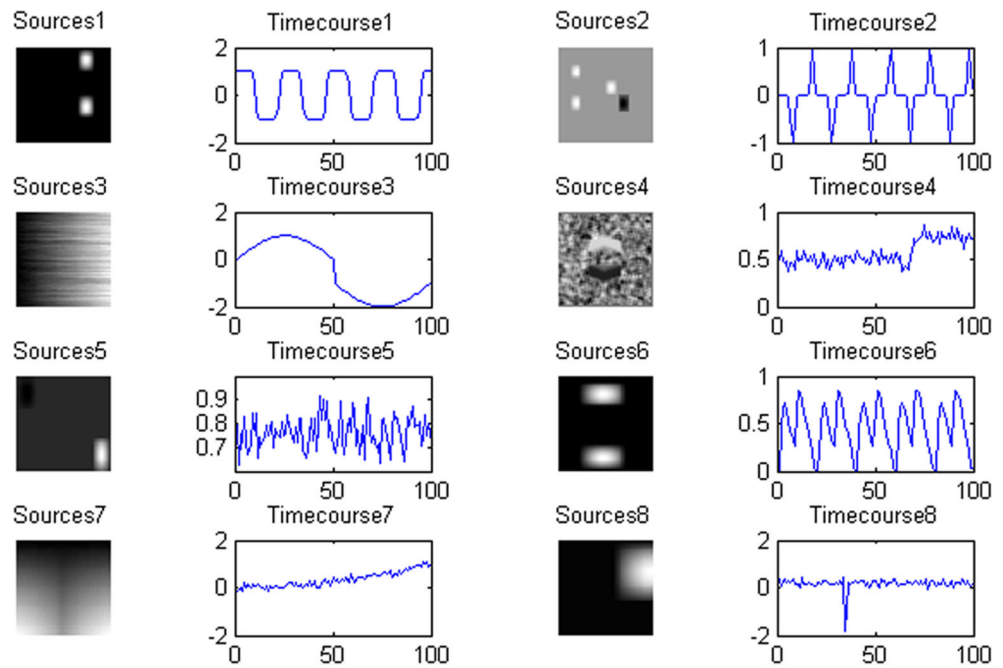 Sources1 Timecourse1 Sources2 Timecourse2
2 1
0 0
-2 -1
0 50 100 0 50 100
Sources3 Timecourse3 Sources4 Timecourse4
2 1
0 0.5
-2 0
0 50 100 0 50 100
Sources5 Timecourse5 Sources6 Timecourse6
0.9 1
0.8 0.5
0.7 0
0 50 100 0 50 100
Sources7 Timecourse7 Sources8 Timecourse8
2 2
0 0
-2 -2
0 50 100 0 50 100